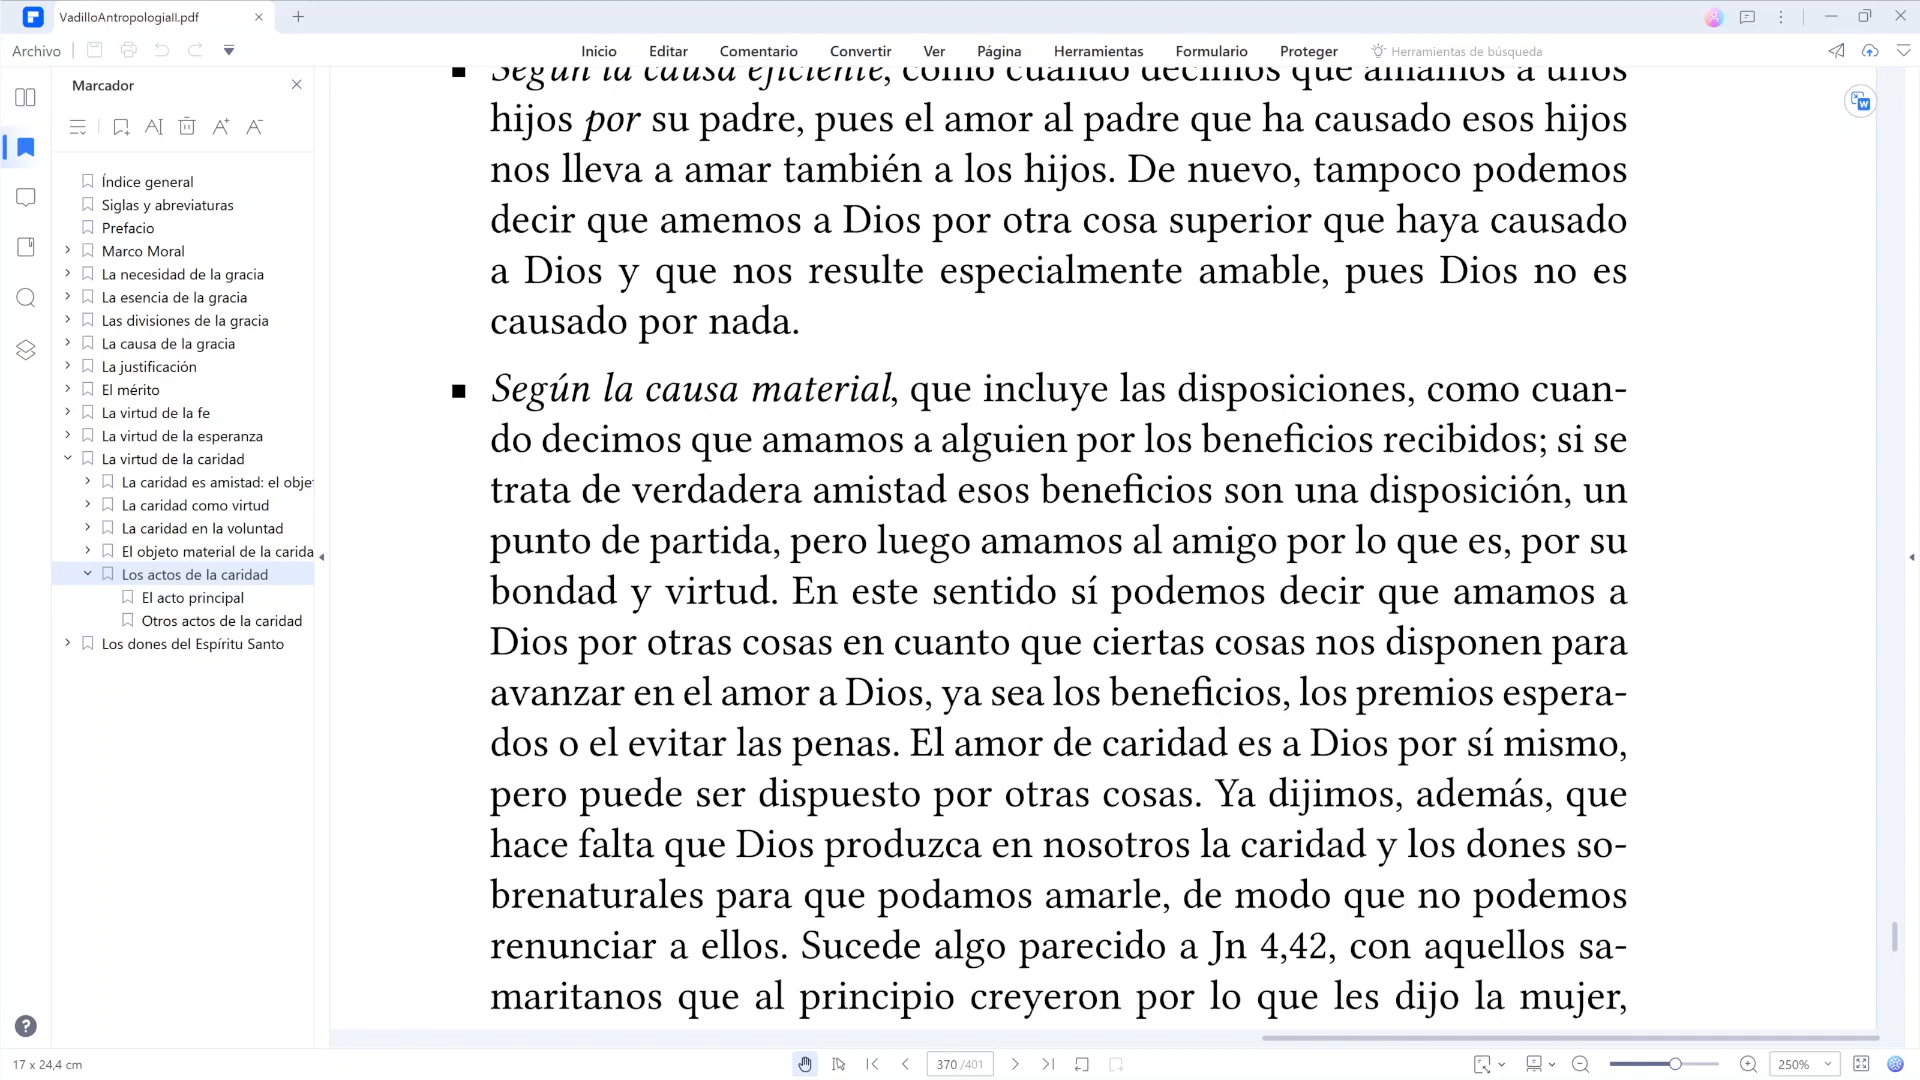 VadilloAntropologiaII.pdf
Archivo
Inicio
Editar
Comentario
Convertir
Ver
Página
Herramientas
Formulario
Proteger
Herramientas de búsqueda
Marcador
Índice general
Siglas y abreviaturas
Prefacio
Marco Moral
La necesidad de la gracia
La esencia de la gracia
Las divisiones de la gracia
La causa de la gracia
La justificación
El mérito
La virtud de la fe
La virtud de la esperanza
La virtud de la caridad
La caridad es amistad: el obje
La caridad como virtud
La caridad en la voluntad
El objeto material de la carida
Los actos de la caridad
El acto principal
Otros actos de la caridad
Los dones del Espíritu Santo
Según la causa eficiente, como cuando decimos que amamos a unos
hijos por su padre, pues el amor al padre que ha causado esos hijos
nos lleva a amar también a los hijos. De nuevo, tampoco podemos
decir que amemos a Dios por otra cosa superior que haya causado
a Dios y que nos resulte especialmente amable, pues Dios no es
causado por nada.
Según la causa material, que incluye las disposiciones, como cuan-
do decimos que amamos a alguien por los beneficios recibidos; si se
trata de verdadera amistad esos beneficios son una disposición, un
punto de partida, pero luego amamos al amigo por lo que es, por su
bondad y virtud. En este sentido sí podemos decir que amamos a
Dios por otras cosas en cuanto que ciertas cosas nos disponen para
avanzar en el amor a Dios, ya sea los beneficios, los premios espera-
dos o el evitar las penas. El amor de caridad es a Dios por sí mismo,
pero puede ser dispuesto por otras cosas. Ya dijimos, además, que
hace falta que Dios produzca en nosotros la caridad y los dones so-
brenaturales para que podamos amarle, de modo que no podemos
renunciar a ellos. Sucede algo parecido a Jn 4,42, con aquellos sa-
maritanos que al principio creyeron por lo que les dijo la mujer,
17 x 24,4 cm
370 /401
250%